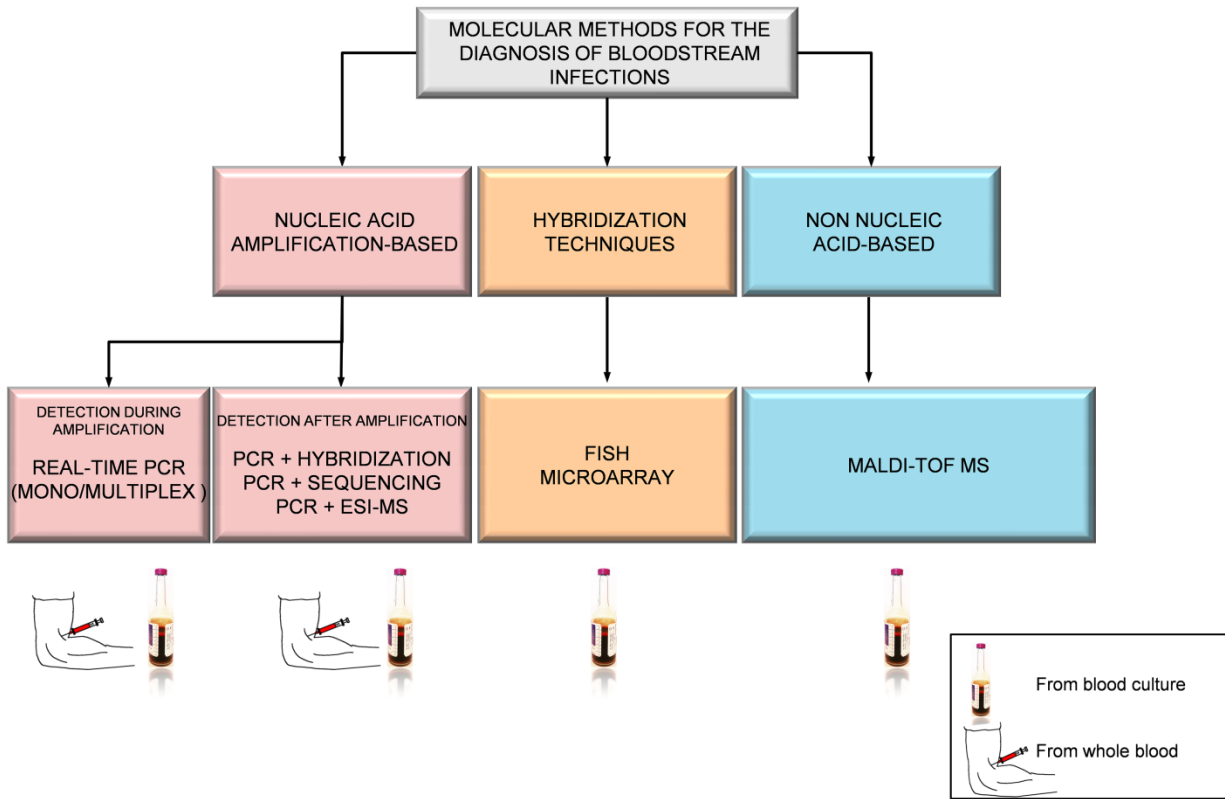 MOLECULAR METHODS FOR THE
DIAGNOSIS OF BLOODSTREAM
INFECTIONS
NUCLEIC ACID
AMPLIFICATION-BASED
HYBRIDIZATION
TECHNIQUES
NON NUCLEIC
ACID-BASED
DETECTION DURING
AMPLIFICATION
REAL-TIME PCR
(MONO/MULTIPLEX )
DETECTION AFTER AMPLIFICATION
PCR + HYBRIDIZATION
PCR + SEQUENCING
PCR + ESI-MS
FISH
MICROARRAY
MALDI-TOF MS
From blood culture
From whole blood